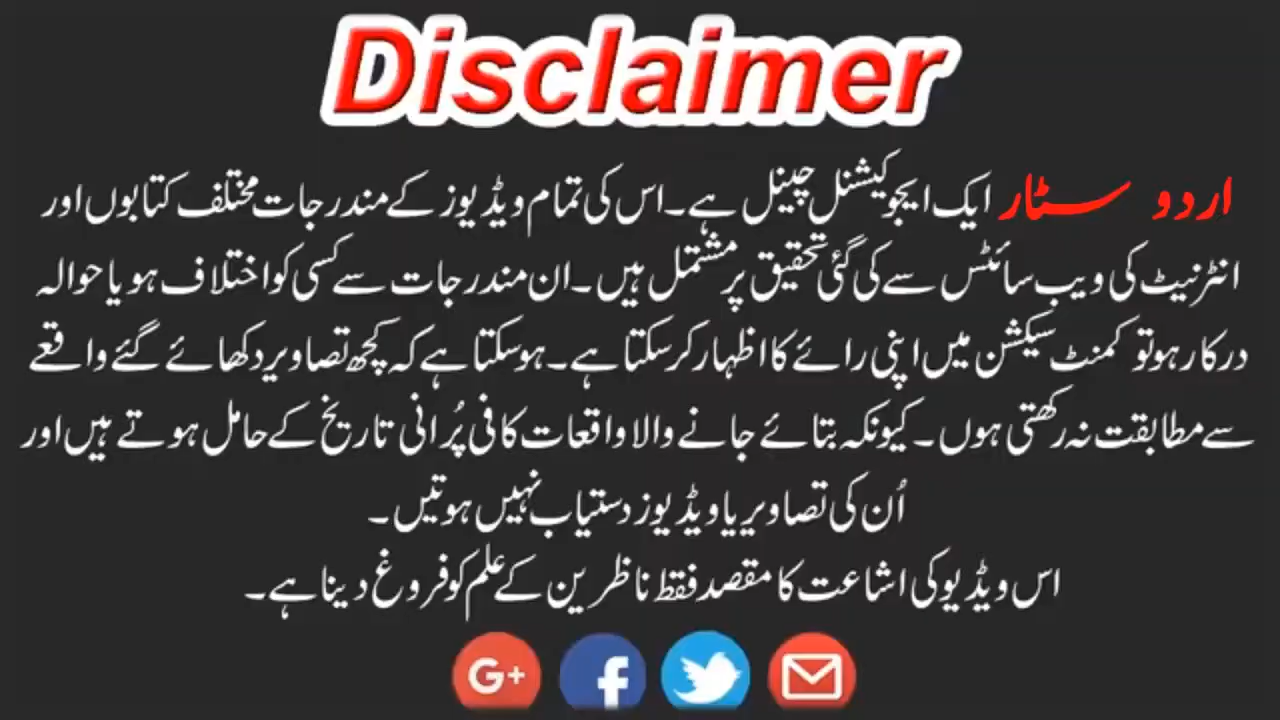 Disclaimer
اردو سٹار ایک ایجوکیشنل چینل ہے۔اس کی تمام ویڈیوز کے مندرجات مختلف کتابوں اور
انٹرنیٹ کی ویب سائٹس سے کی گئی تحقیق پر مشتمل ہیں۔ان مندرجات سے کسی کو اختلاف ہو یا حوالہ
درکار ہو تو کمنٹ سیکشن میں اپنی رائے کا اظہار کر سکتا ہے۔ہو سکتا ہے کہ کچھ تصاویر دکھائے گئے واقعے
سے مطابقت نہ رکھتی ہوں۔کیونکہ بتائے جانے والا واقعات کافی پُرانی تاریخ کے حامل ہوتے ہیں اور
اُن کی تصاویر یا ویڈیوز دستیاب نہیں ہوتیں۔
اس ویڈیو کی اشاعت کا مقصد فقط ناظرین کے علم کو فروغ دینا ہے۔
G+ f